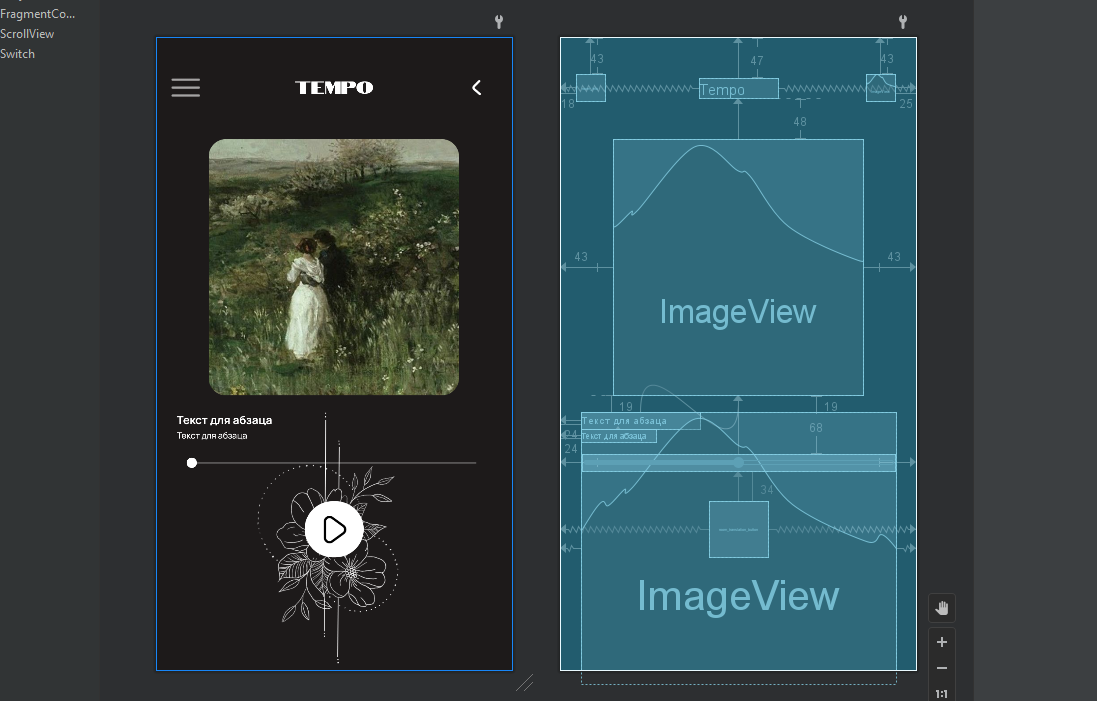 FragmentCo...
ScrollView
Switch
TEMPO
Текст для абзаца
Текст для абзаца
43
47
43
Tempo
18
25
48
43
43
ImageView
19
19
Текст для абзаца
24
Текст для абзаца
68
24
34
ImageView
1:1